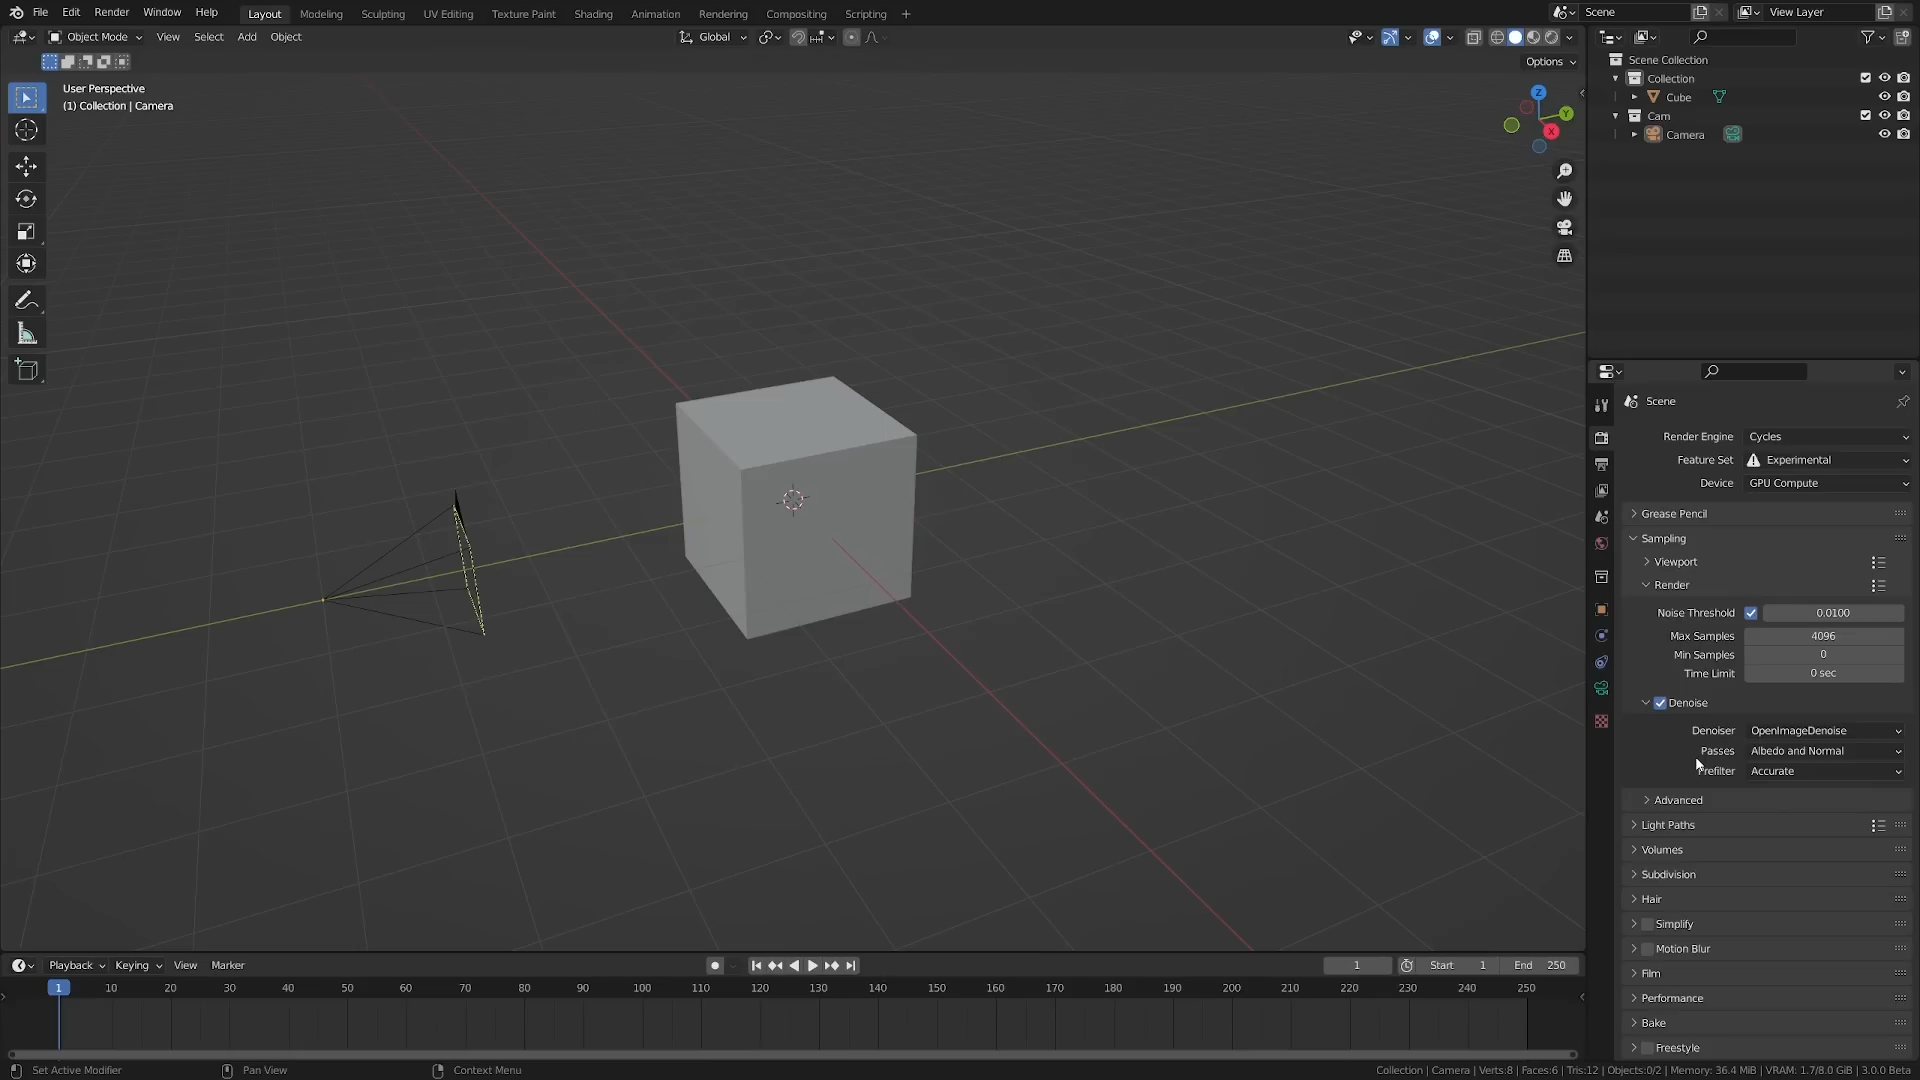 File Edit Render Window Help Layout Modeling Sculpting UV Editing Texture Paint Shading Animation Rendering Compositing Scripting + Scene View Layer
Object Mode View Select Add Object Global
Options
User Perspective
(1) Collection | Camera
Z
Y
X
Scene Collection
Collection
Cube
Cam
Camera
Scene
Render Engine Cycles
Feature Set Experimental
Device GPU Compute
Grease Pencil
Sampling
Viewport
Render
Noise Threshold 0.0100
Max Samples 4096
Min Samples 0
Time Limit 0 sec
Denoise
Denoiser OpenImageDenoise
Passes Albedo and Normal
Prefilter Accurate
Advanced
Light Paths
Volumes
Subdivision
Hair
Simplify
Motion Blur
Film
Performance
Bake
Freestyle
Playback Keying View Marker 1 Start 1 End 250
1 10 20 30 40 50 60 70 80 90 100 110 120 130 140 150 160 170 180 190 200 210 220 230 240 250
Set Active Modifier Pan View Context Menu Collection | Camera | Verts:8 | Faces:6 | Tris:12 | Objects:0/2 | Memory: 36.4 MiB | VRAM: 1.7/8.0 GiB | 3.0.0 Beta